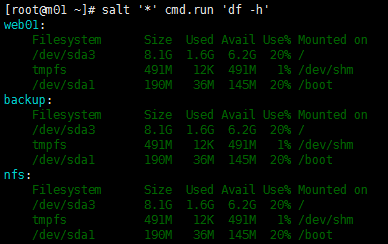 [root@m01 ~]# salt '*' cmd.run 'df -h'
web01:
    Filesystem      Size  Used Avail Use% Mounted on
    /dev/sda3       8.1G  1.6G  6.2G  20% /
    tmpfs           491M   12K  491M   1% /dev/shm
    /dev/sda1       190M   36M  145M  20% /boot
backup:
    Filesystem      Size  Used Avail Use% Mounted on
    /dev/sda3       8.1G  1.6G  6.2G  20% /
    tmpfs           491M   12K  491M   1% /dev/shm
    /dev/sda1       190M   36M  145M  20% /boot
nfs:
    Filesystem      Size  Used Avail Use% Mounted on
    /dev/sda3       8.1G  1.6G  6.2G  20% /
    tmpfs           491M   12K  491M   1% /dev/shm
    /dev/sda1       190M   36M  145M  20% /boot